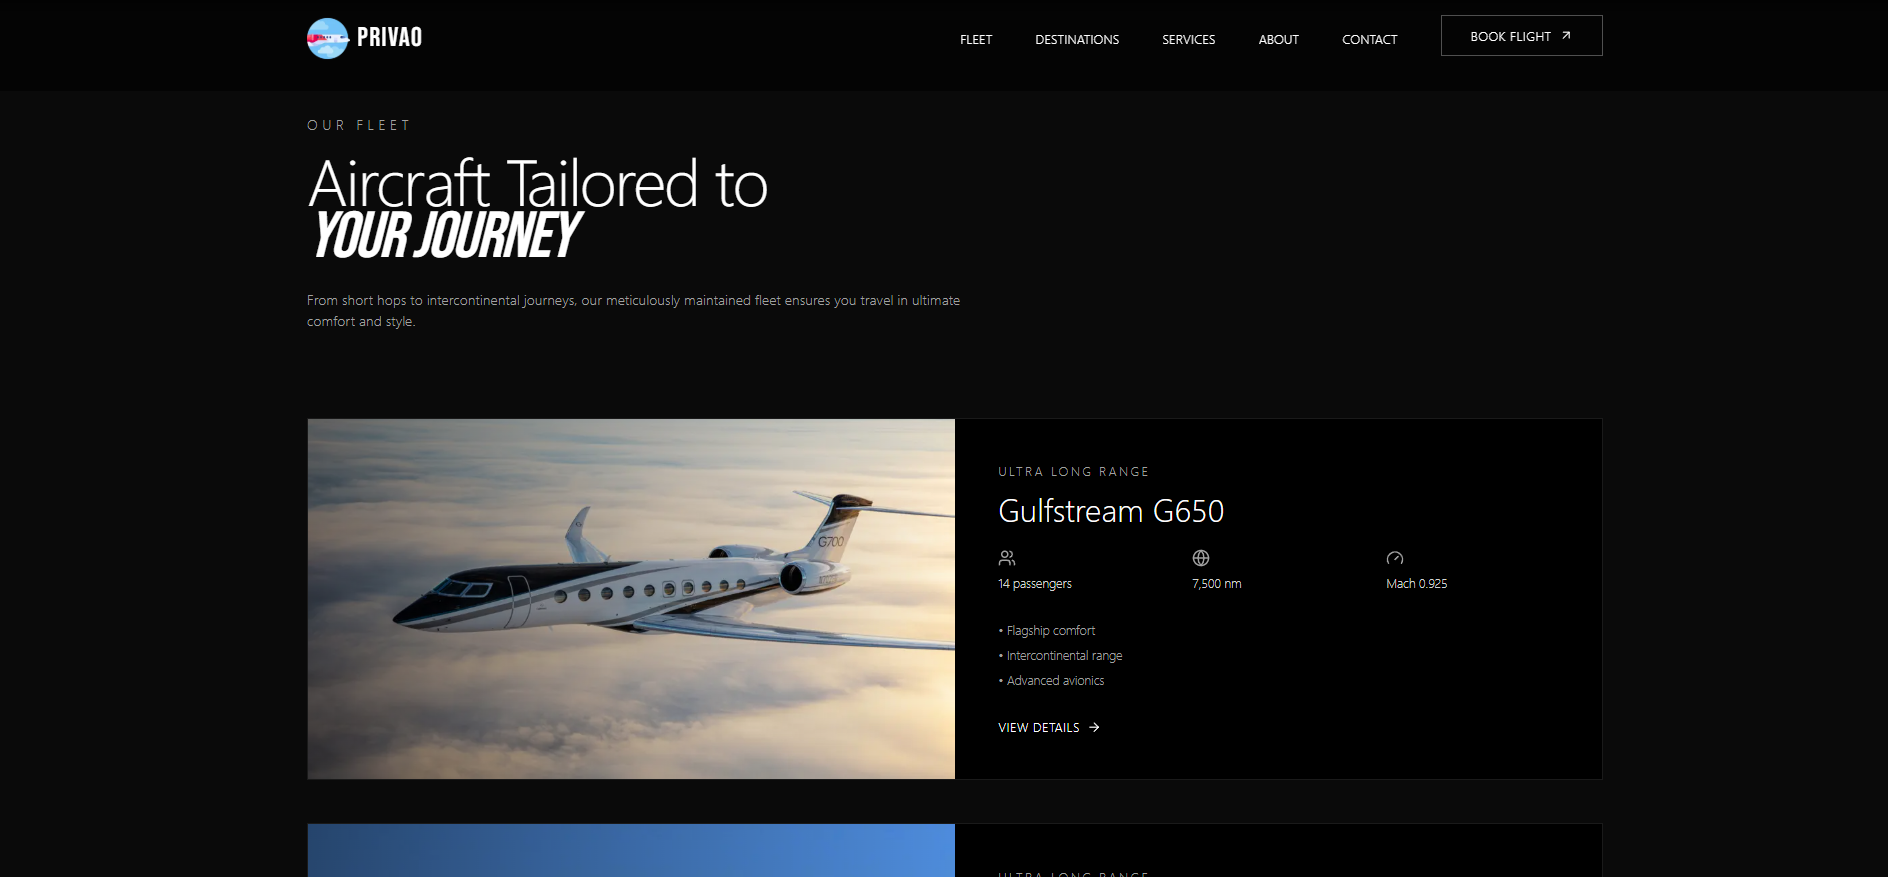 PRIVAO
FLEET
DESTINATIONS
SERVICES
ABOUT
CONTACT
BOOK FLIGHT
OUR FLEET
Aircraft Tailored to
YOUR JOURNEY
From short hops to intercontinental journeys, our meticulously maintained fleet ensures you travel in ultimate
comfort and style.
G700
ULTRA LONG RANGE
Gulfstream G650
14 passengers
7,500 nm
Mach 0.925
• Flagship comfort
• Intercontinental range
• Advanced avionics
VIEW DETAILS
ULTRA LONG RANGE